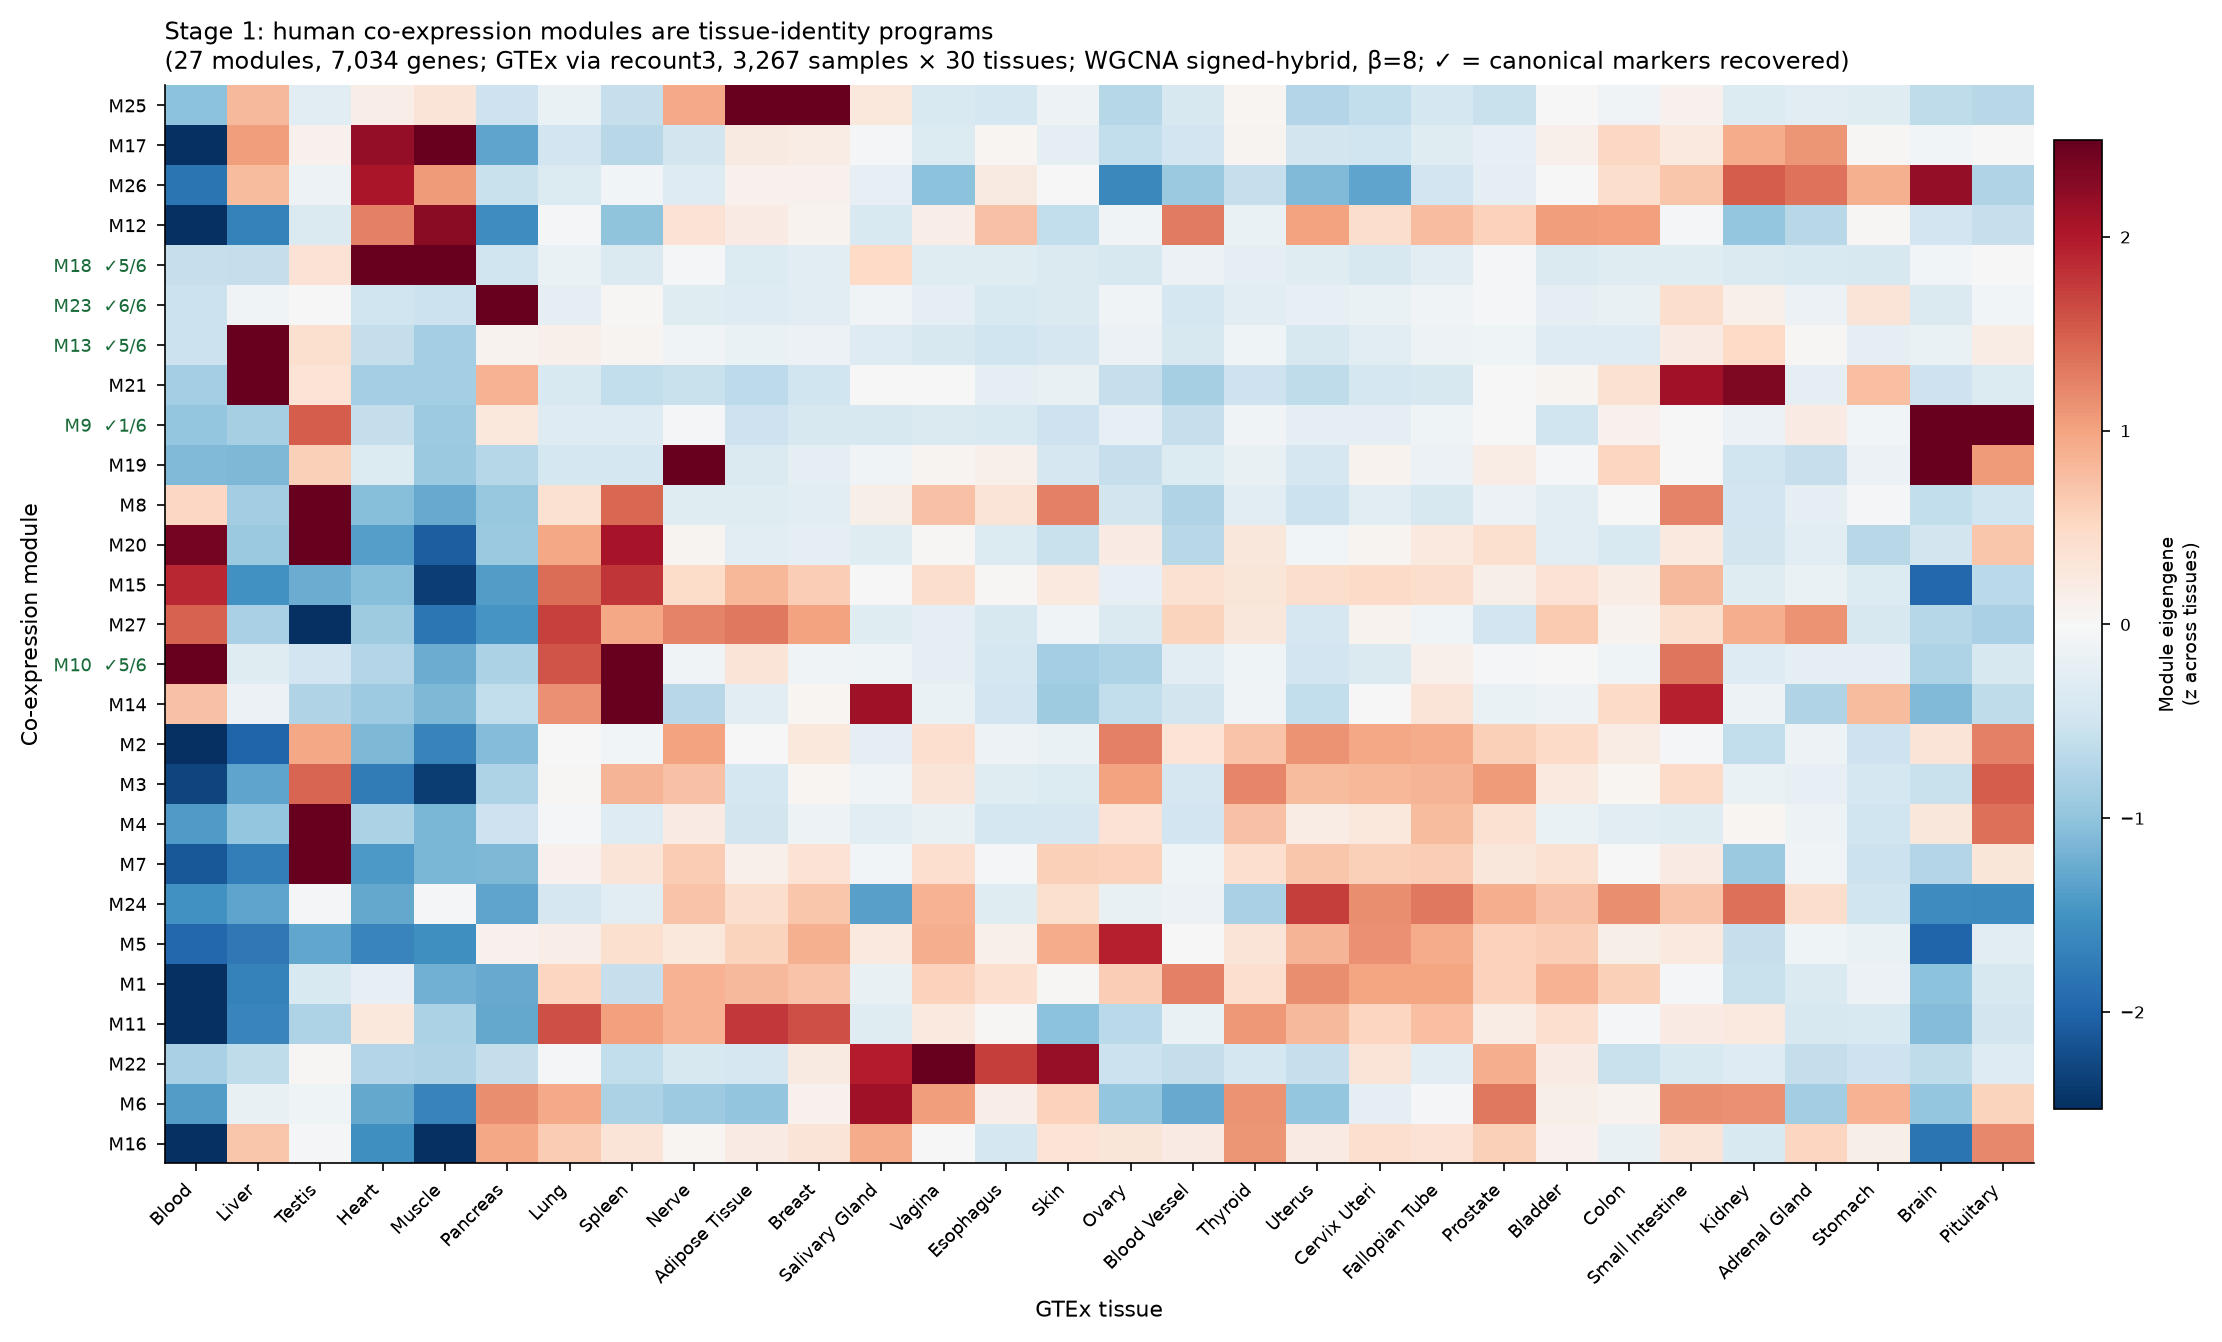 Stage 1: human co-expression modules are tissue-identity programs
(27 modules, 7,034 genes; GTEx via recount3, 3,267 samples × 30 tissues; WGCNA signed-hybrid, β=8; ✓ = canonical markers recovered)
Co-expression module
M25
M17
M26
M12
M18 ✓5/6
M23 ✓6/6
M13 ✓5/6
M21
M9 ✓1/6
M19
M8
M20
M15
M27
M10 ✓5/6
M14
M2
M3
M4
M7
M24
M5
M1
M11
M22
M6
M16
Blood
Liver
Testis
Heart
Muscle
Pancreas
Lung
Spleen
Nerve
Adipose Tissue
Breast
Salivary Gland
Vagina
Esophagus
Skin
Ovary
Blood Vessel
Thyroid
Uterus
Cervix Uteri
Fallopian Tube
Prostate
Bladder
Colon
Small Intestine
Kidney
Adrenal Gland
Stomach
Brain
Pituitary
GTEx tissue
2
1
0
−1
−2
Module eigengene
(z across tissues)